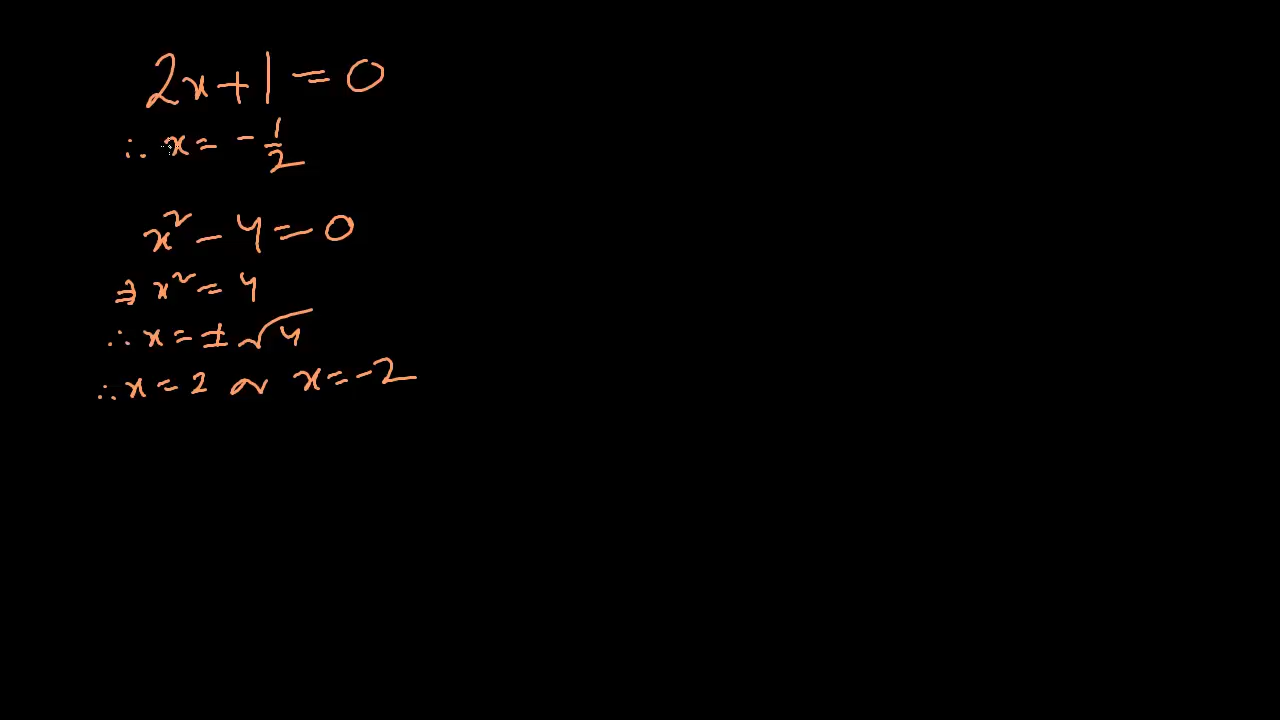 2x+1=0
∴ x = -1/2
x² - 4 = 0
⇒ x² = 4
∴ x = ± √4
∴ x = 2 or x = -2